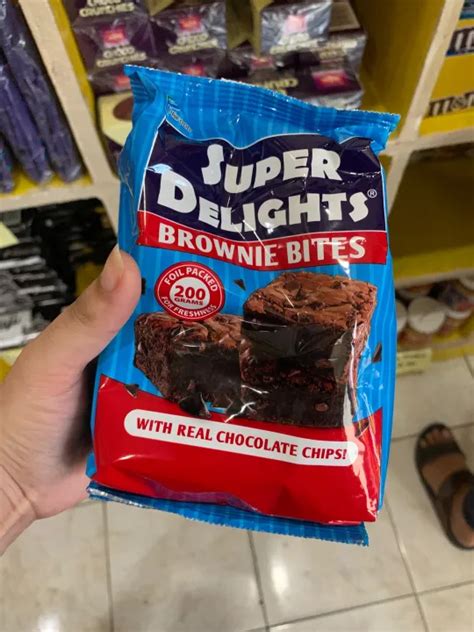 SUPER
DELIGHTS®
BROWNIE BITES
FOIL PACKED
200
GRAMS
FOR FRESHNESS
WITH REAL CHOCOLATE CHIPS!
m&m